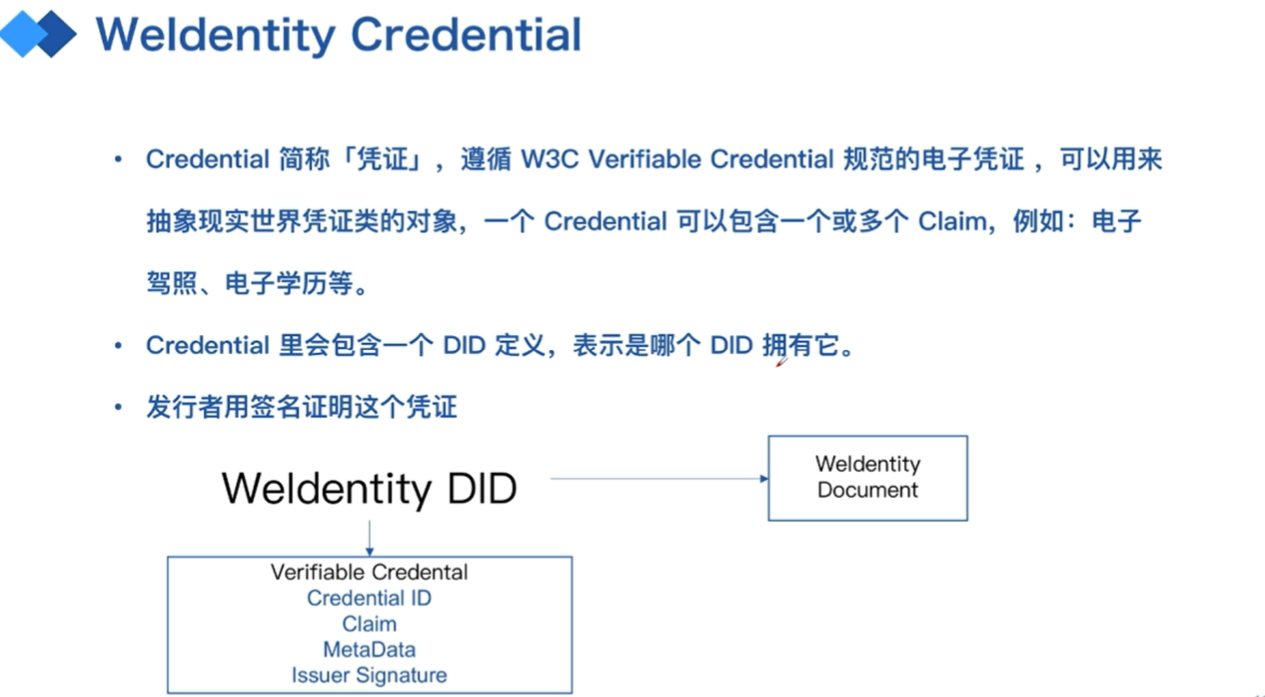 WeIdentity Credential
• Credential 简称「凭证」，遵循 W3C Verifiable Credential 规范的电子凭证 ，可以用来
抽象现实世界凭证类的对象，一个 Credential 可以包含一个或多个 Claim，例如：电子
驾照、电子学历等。
• Credential 里会包含一个 DID 定义，表示是哪个 DID 拥有它。
• 发行者用签名证明这个凭证
WeIdentity DID
WeIdentity
Document
Verifiable Credental
Credential ID
Claim
MetaData
Issuer Signature